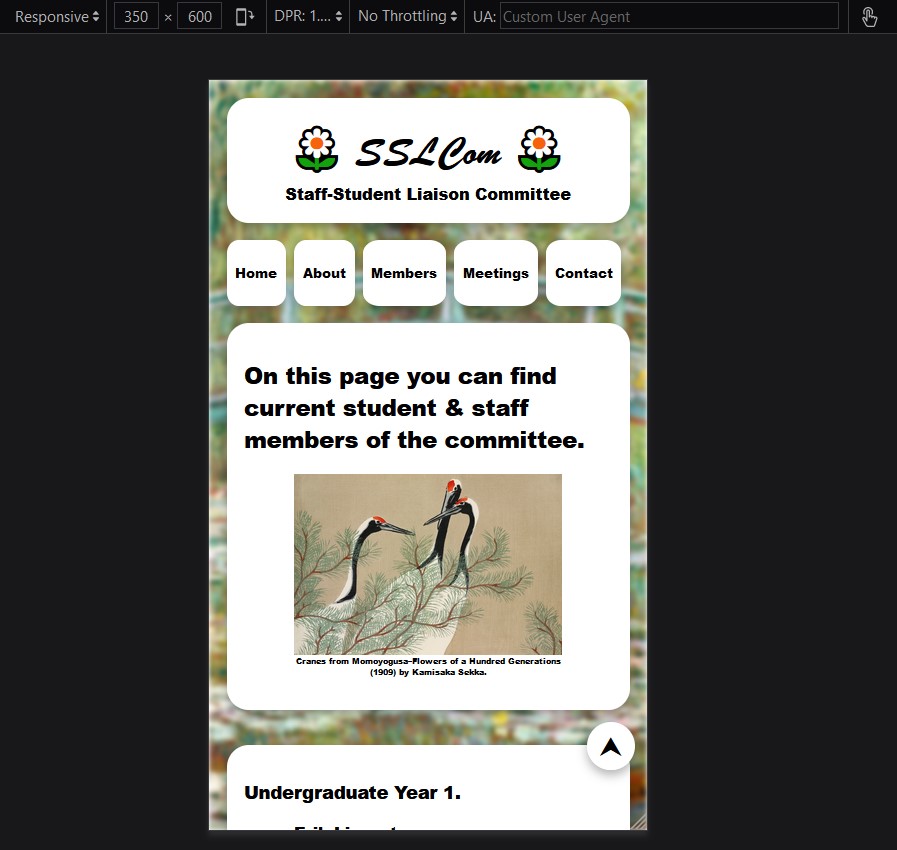 Responsive 350 × 600 DPR: 1.... No Throttling UA: Custom User Agent
SSLCom
Staff-Student Liaison Committee
Home About Members Meetings Contact
On this page you can find
current student & staff
members of the committee.
Cranes from Momoyogusa–Flowers of a Hundred Generations
(1909) by Kamisaka Sekka.
Undergraduate Year 1.